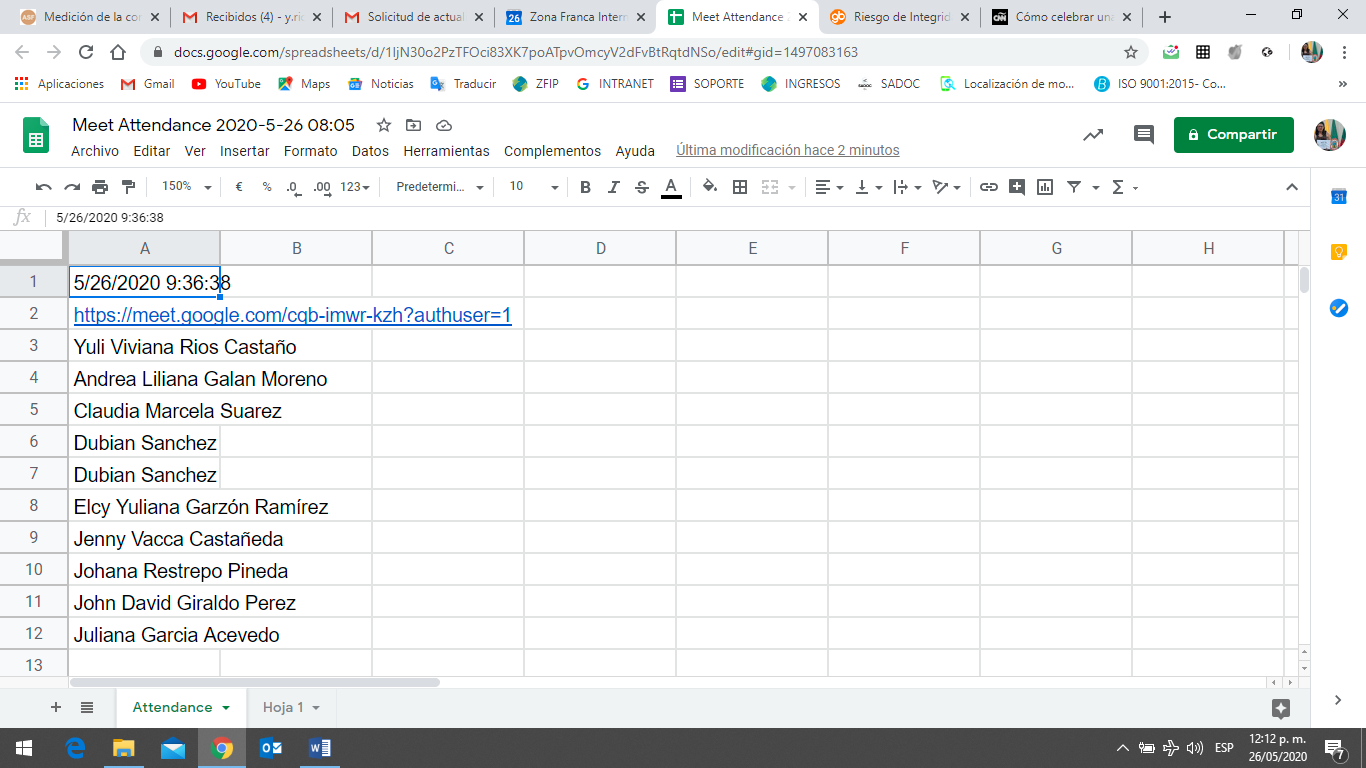 Medición de la co
Recibidos (4) - y.ri
Solicitud de actual
26
Zona Franca Inter
Meet Attendance 2
Riesgo de Integrid
Cómo celebrar una
docs.google.com/spreadsheets/d/1IjN30o2PzTFOci83XK7poATpvOmcyV2dFvBtRqtdNSo/edit#gid=1497083163
Aplicaciones
Gmail
YouTube
Maps
Noticias
Traducir
ZFIP
INTRANET
SOPORTE
INGRESOS
SADOC
Localización de mo...
ISO 9001:2015- Co...
Meet Attendance 2020-5-26 08:05
Archivo Editar Ver Insertar Formato Datos Herramientas Complementos Ayuda Última modificación hace 2 minutos
Compartir
150% € % .0 .00 123 Predetermi... 10 B I S A Σ
31
fx 5/26/2020 9:36:38
A B C D E F G H
1 5/26/2020 9:36:38
2 https://meet.google.com/cqb-imwr-kzh?authuser=1
3 Yuli Viviana Rios Castaño
4 Andrea Liliana Galan Moreno
5 Claudia Marcela Suarez
6 Dubian Sanchez
7 Dubian Sanchez
8 Elcy Yuliana Garzón Ramírez
9 Jenny Vacca Castañeda
10 Johana Restrepo Pineda
11 John David Giraldo Perez
12 Juliana Garcia Acevedo
13
Attendance
Hoja 1
ESP
12:12 p. m.
26/05/2020
7